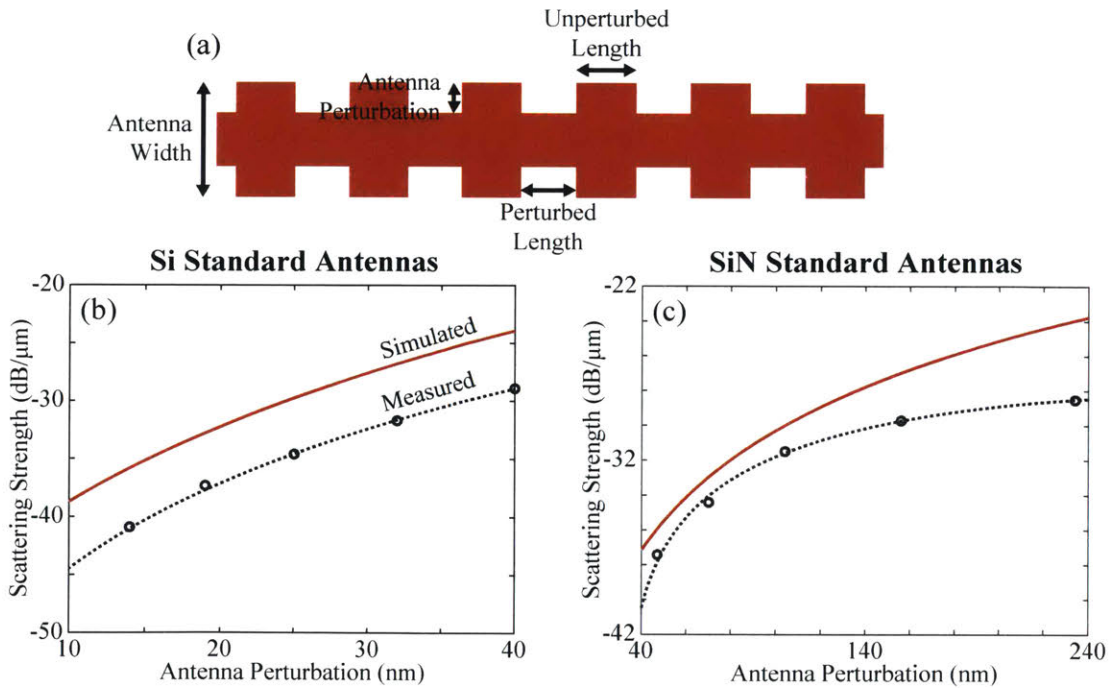 (a)
Unperturbed
Length
Antenna
Perturbation
Antenna
Width
Perturbed
Length
Si Standard Antennas
(b)
Simulated
Measured
Scattering Strength (dB/μm)
-20
-30
-40
-50
10 20 30 40
Antenna Perturbation (nm)
SiN Standard Antennas
(c)
Scattering Strength (dB/μm)
-22
-32
-42
40 140 240
Antenna Perturbation (nm)